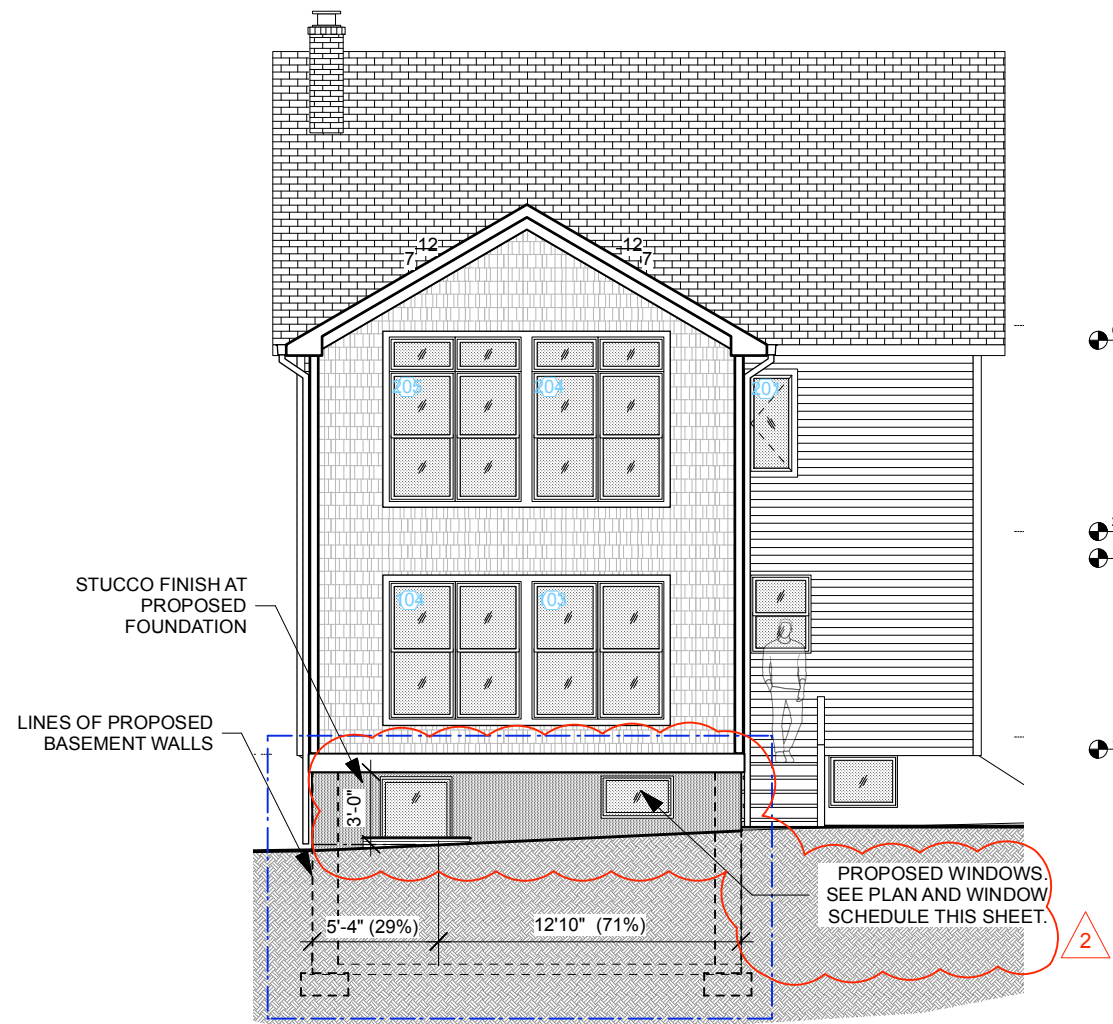 12
7
12
7
205
204
201
STUCCO FINISH AT
PROPOSED
FOUNDATION
104
103
LINES OF PROPOSED
BASEMENT WALLS
3'-0"
PROPOSED WINDOWS.
SEE PLAN AND WINDOW
SCHEDULE THIS SHEET.
5'-4" (29%)
12'10" (71%)
2